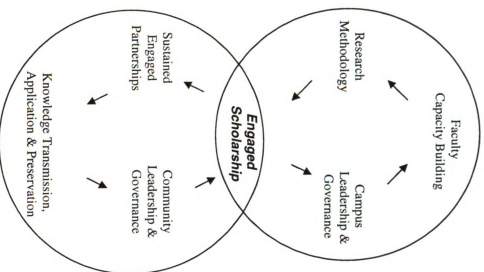 Faculty
Capacity Building
Research
Methodology
Campus
Leadership &
Governance
Engaged
Scholarship
Sustained
Engaged
Partnerships
Community
Leadership &
Governance
Knowledge Transmission,
Application & Preservation